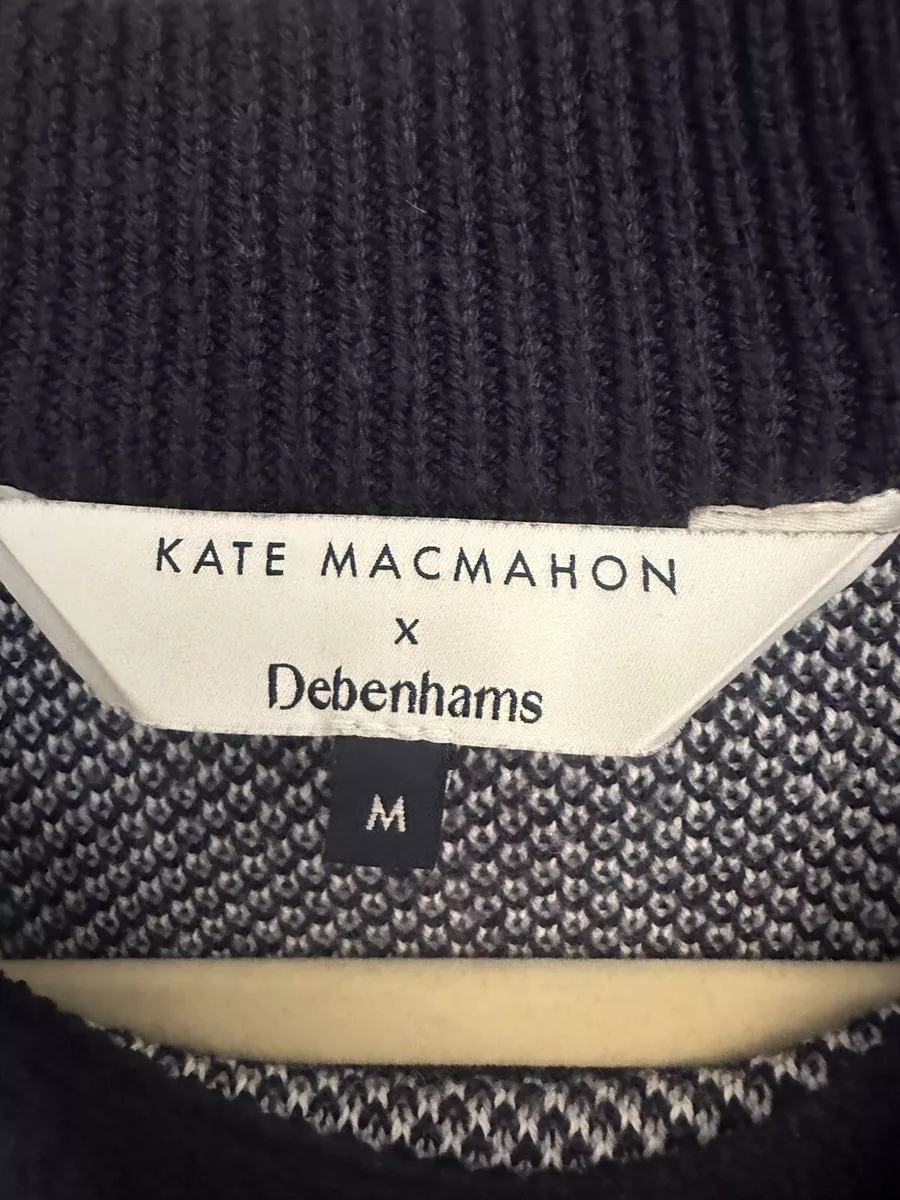 KATE MACMAHON
x
Debenhams
M